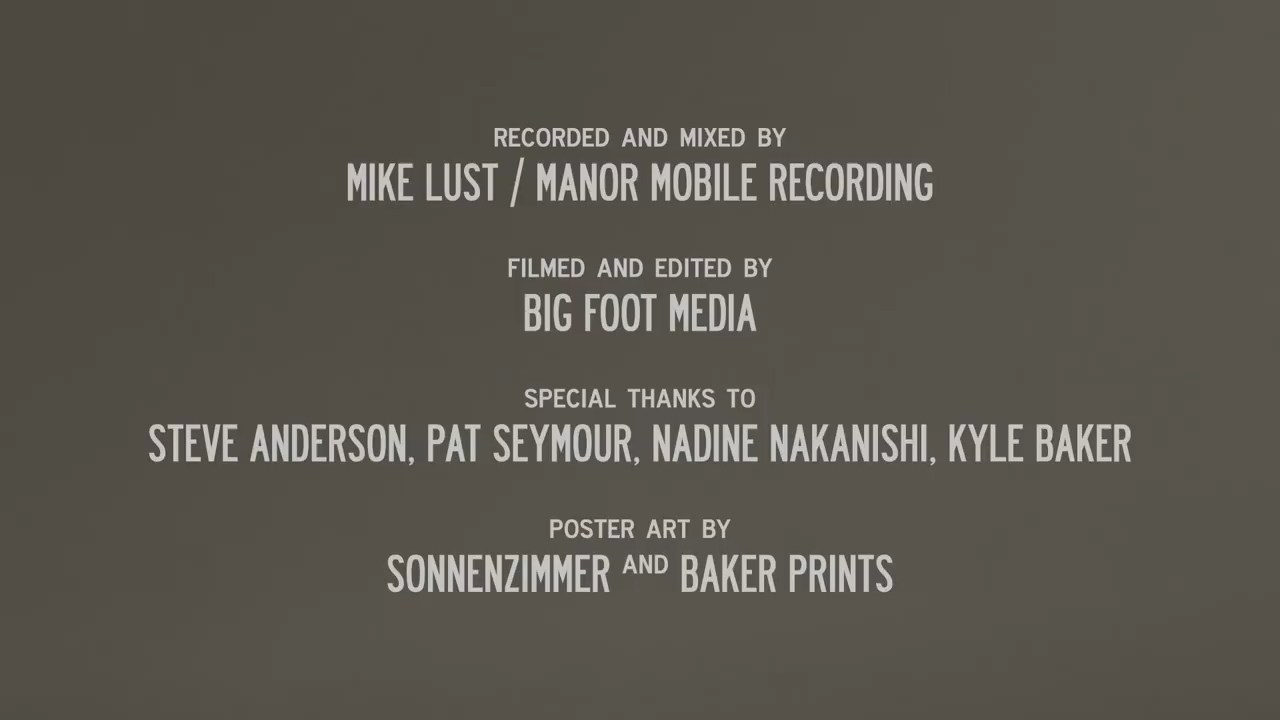 RECORDED AND MIXED BY
MIKE LUST / MANOR MOBILE RECORDING
FILMED AND EDITED BY
BIG FOOT MEDIA
SPECIAL THANKS TO
STEVE ANDERSON, PAT SEYMOUR, NADINE NAKANISHI, KYLE BAKER
POSTER ART BY
SONNENZIMMER AND BAKER PRINTS